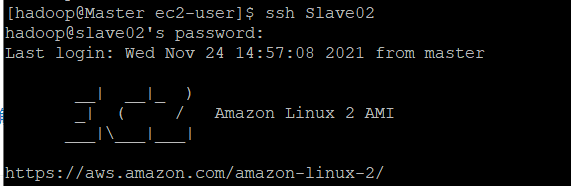 [hadoop@Master ec2-user]$ ssh Slave02
hadoop@slave02's password:
Last login: Wed Nov 24 14:57:08 2021 from master
       __|  __|_  )
       _|  (     /   Amazon Linux 2 AMI
      ___|\___|___|
https://aws.amazon.com/amazon-linux-2/